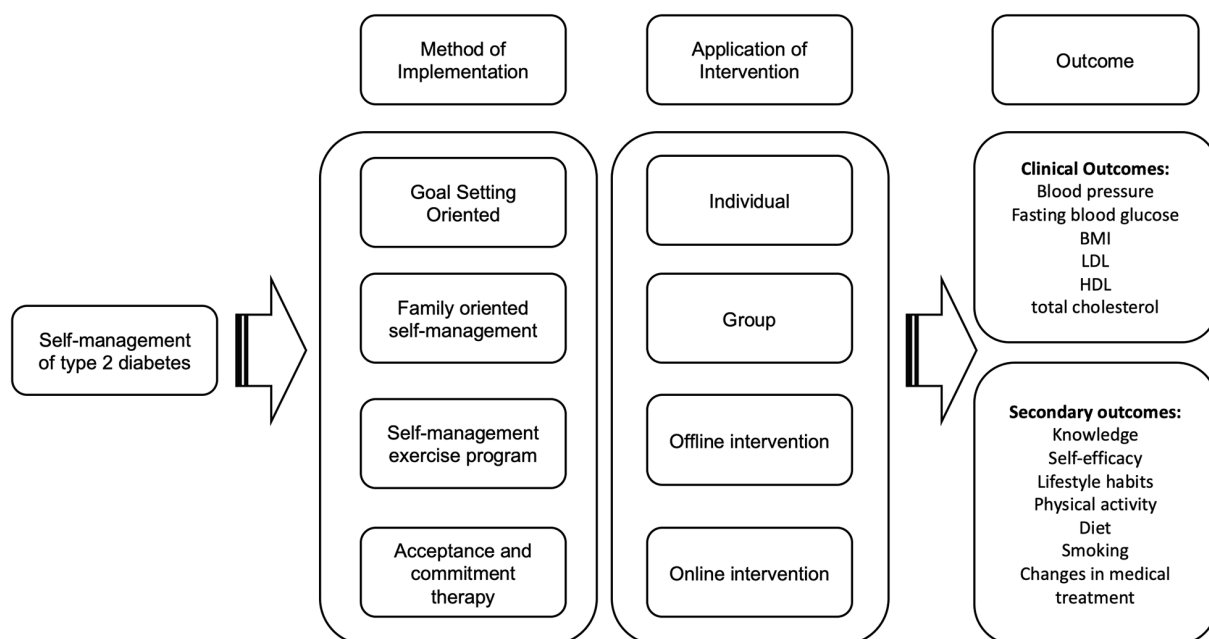 Method of
Implementation
Application of
Intervention
Outcome
Self-management
of type 2 diabetes
Goal Setting
Oriented
Family oriented
self-management
Self-management
exercise program
Acceptance and
commitment
therapy
Individual
Group
Offline intervention
Online intervention
Clinical Outcomes:
Blood pressure
Fasting blood glucose
BMI
LDL
HDL
total cholesterol
Secondary outcomes:
Knowledge
Self-efficacy
Lifestyle habits
Physical activity
Diet
Smoking
Changes in medical
treatment